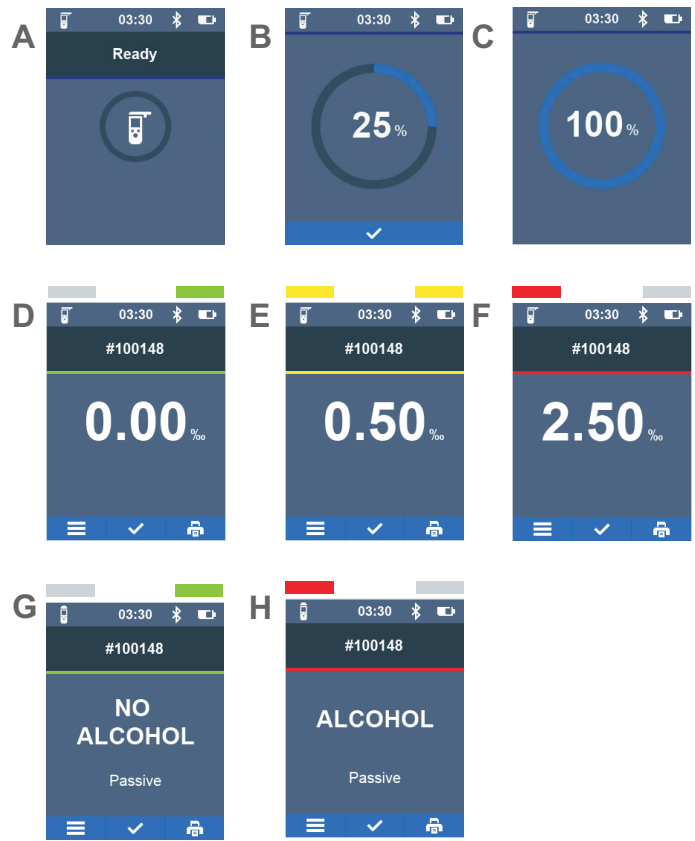 A
03:30
Ready
B
03:30
25 %
C
03:30
100 %
D
03:30
#100148
0.00 ‰
E
03:30
#100148
0.50 ‰
F
03:30
#100148
2.50 ‰
G
03:30
#100148
NO
ALCOHOL
Passive
H
03:30
#100148
ALCOHOL
Passive